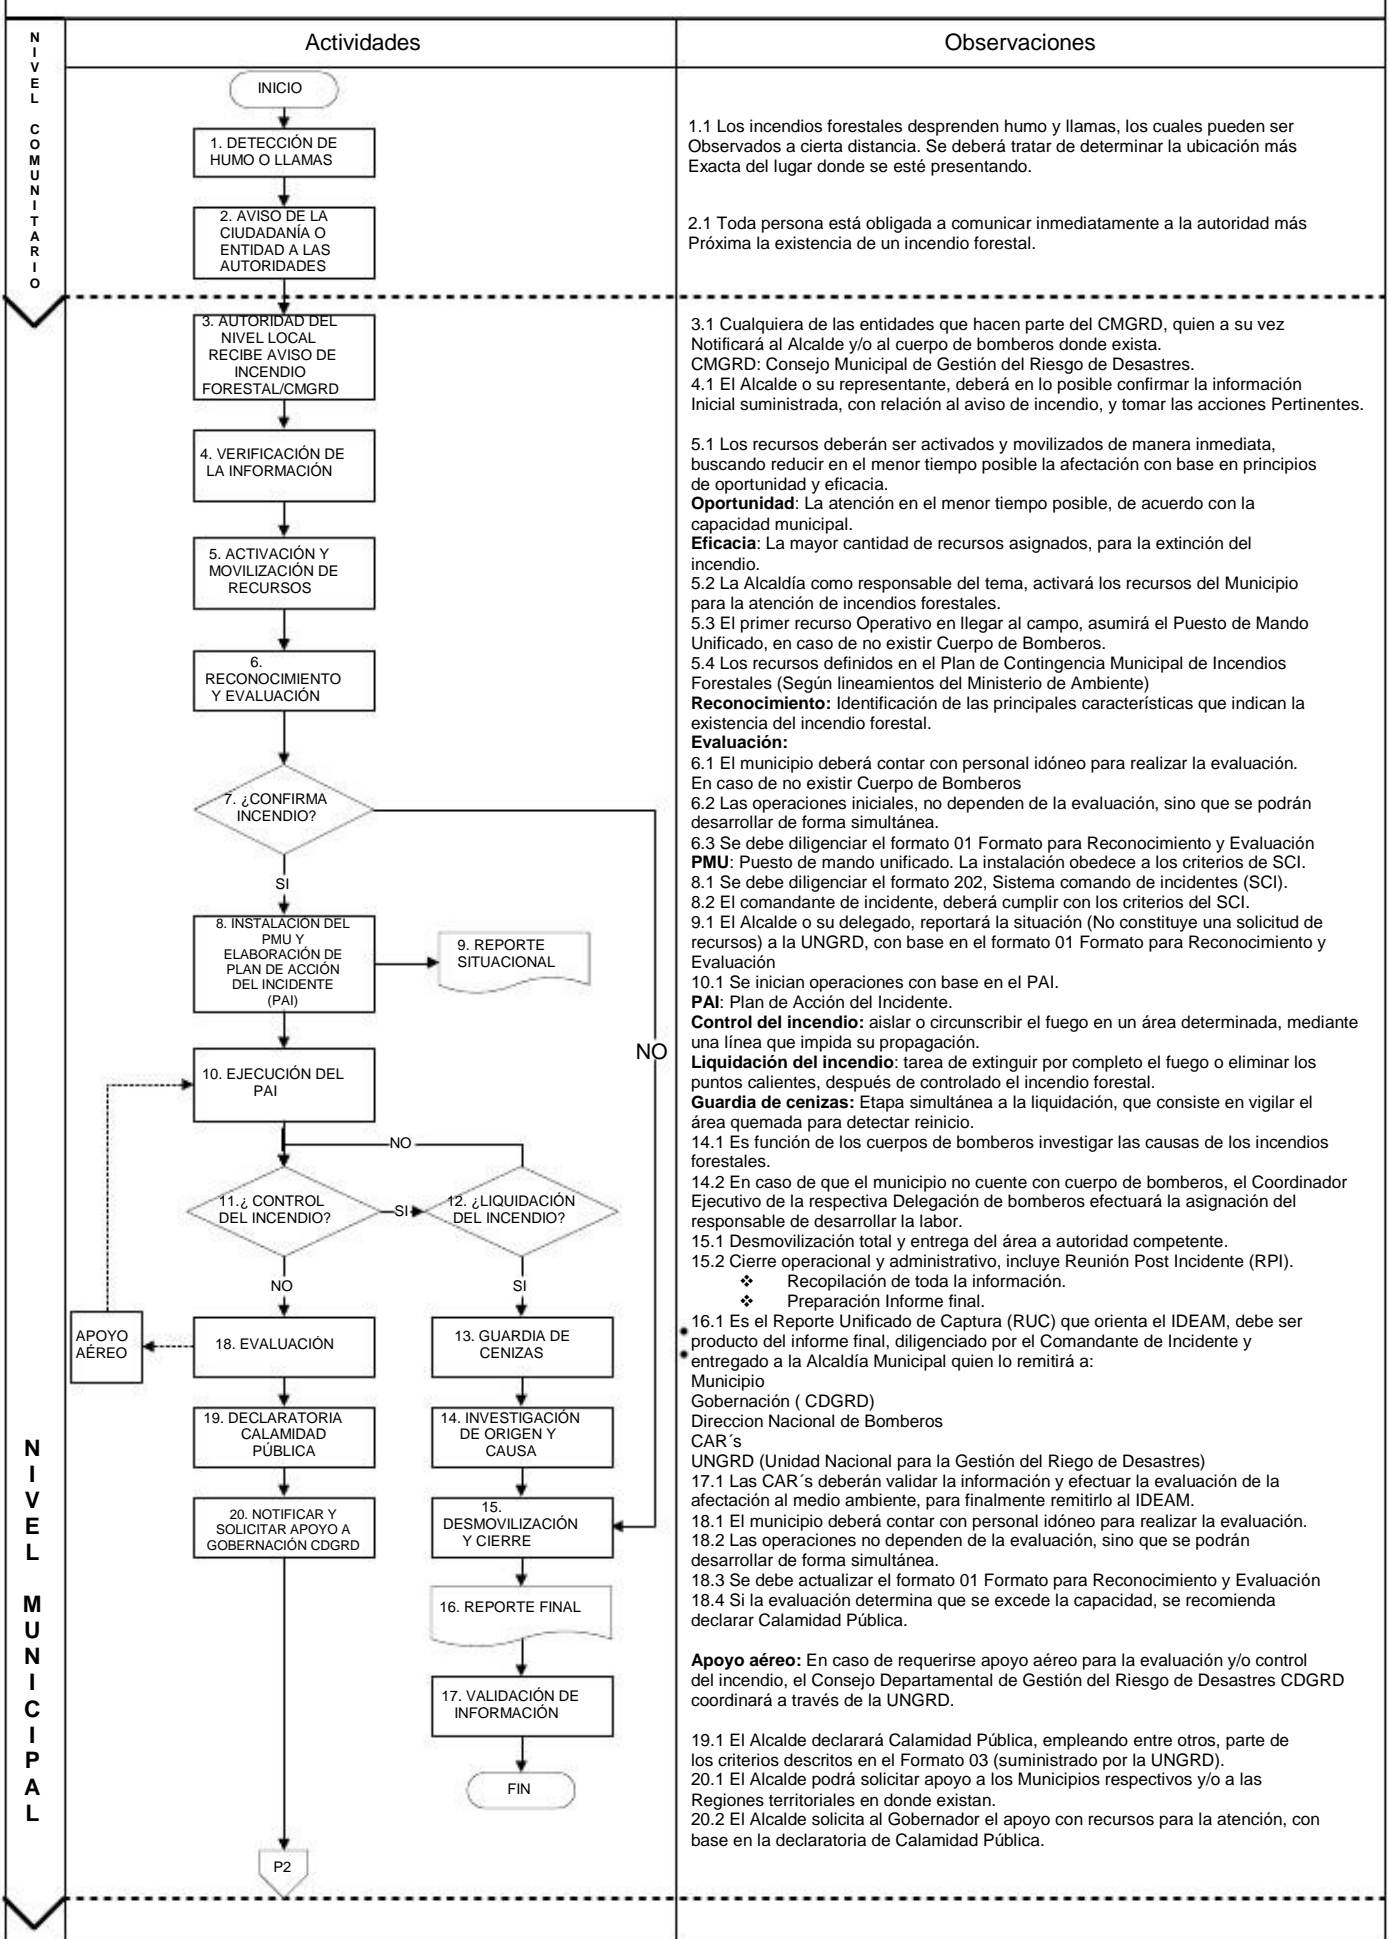 NIVEL COMUNITARIO
Actividades
Observaciones
INICIO
1. DETECCIÓN DE
HUMO O LLAMAS
2. AVISO DE LA
CIUDADANÍA O
ENTIDAD A LAS
AUTORIDADES
1.1 Los incendios forestales desprenden humo y llamas, los cuales pueden ser
Observados a cierta distancia. Se deberá tratar de determinar la ubicación más
Exacta del lugar donde se esté presentando.
2.1 Toda persona está obligada a comunicar inmediatamente a la autoridad más
Próxima la existencia de un incendio forestal.
NIVEL MUNICIPAL
3. AUTORIDAD DEL
NIVEL LOCAL
RECIBE AVISO DE
INCENDIO
FORESTAL/CMGRD
4. VERIFICACIÓN DE
LA INFORMACIÓN
5. ACTIVACIÓN Y
MOVILIZACIÓN DE
RECURSOS
6.
RECONOCIMIENTO
Y EVALUACIÓN
7. ¿CONFIRMA
INCENDIO?
SI
NO
8. INSTALACIÓN DEL
PMU Y
ELABORACIÓN DE
PLAN DE ACCIÓN
DEL INCIDENTE
(PAI)
9. REPORTE
SITUACIONAL
10. EJECUCIÓN DEL
PAI
NO
11.¿ CONTROL
DEL INCENDIO?
SI
12. ¿LIQUIDACIÓN
DEL INCENDIO?
NO
SI
APOYO
AÉREO
18. EVALUACIÓN
13. GUARDIA DE
CENIZAS
19. DECLARATORIA
CALAMIDAD
PÚBLICA
14. INVESTIGACIÓN
DE ORIGEN Y
CAUSA
20. NOTIFICAR Y
SOLICITAR APOYO A
GOBERNACIÓN CDGRD
15.
DESMOVILIZACIÓN
Y CIERRE
16. REPORTE FINAL
17. VALIDACIÓN DE
INFORMACIÓN
FIN
P2
3.1 Cualquiera de las entidades que hacen parte del CMGRD, quien a su vez
Notificará al Alcalde y/o al cuerpo de bomberos donde exista.
CMGRD: Consejo Municipal de Gestión del Riesgo de Desastres.
4.1 El Alcalde o su representante, deberá en lo posible confirmar la información
Inicial suministrada, con relación al aviso de incendio, y tomar las acciones Pertinentes.
5.1 Los recursos deberán ser activados y movilizados de manera inmediata,
buscando reducir en el menor tiempo posible la afectación con base en principios
de oportunidad y eficacia.
Oportunidad: La atención en el menor tiempo posible, de acuerdo con la
capacidad municipal.
Eficacia: La mayor cantidad de recursos asignados, para la extinción del
incendio.
5.2 La Alcaldía como responsable del tema, activará los recursos del Municipio
para la atención de incendios forestales.
5.3 El primer recurso Operativo en llegar al campo, asumirá el Puesto de Mando
Unificado, en caso de no existir Cuerpo de Bomberos.
5.4 Los recursos definidos en el Plan de Contingencia Municipal de Incendios
Forestales (Según lineamientos del Ministerio de Ambiente)
Reconocimiento: Identificación de las principales características que indican la
existencia del incendio forestal.
Evaluación:
6.1 El municipio deberá contar con personal idóneo para realizar la evaluación.
En caso de no existir Cuerpo de Bomberos
6.2 Las operaciones iniciales, no dependen de la evaluación, sino que se podrán
desarrollar de forma simultánea.
6.3 Se debe diligenciar el formato 01 Formato para Reconocimiento y Evaluación
PMU: Puesto de mando unificado. La instalación obedece a los criterios de SCI.
8.1 Se debe diligenciar el formato 202, Sistema comando de incidentes (SCI).
8.2 El comandante de incidente, deberá cumplir con los criterios del SCI.
9.1 El Alcalde o su delegado, reportará la situación (No constituye una solicitud de
recursos) a la UNGRD, con base en el formato 01 Formato para Reconocimiento y
Evaluación
10.1 Se inician operaciones con base en el PAI.
PAI: Plan de Acción del Incidente.
Control del incendio: aislar o circunscribir el fuego en un área determinada, mediante
una línea que impida su propagación.
Liquidación del incendio: tarea de extinguir por completo el fuego o eliminar los
puntos calientes, después de controlado el incendio forestal.
Guardia de cenizas: Etapa simultánea a la liquidación, que consiste en vigilar el
área quemada para detectar reinicio.
14.1 Es función de los cuerpos de bomberos investigar las causas de los incendios
forestales.
14.2 En caso de que el municipio no cuente con cuerpo de bomberos, el Coordinador
Ejecutivo de la respectiva Delegación de bomberos efectuará la asignación del
responsable de desarrollar la labor.
15.1 Desmovilización total y entrega del área a autoridad competente.
15.2 Cierre operacional y administrativo, incluye Reunión Post Incidente (RPI).
❖ Recopilación de toda la información.
❖ Preparación Informe final.
16.1 Es el Reporte Unificado de Captura (RUC) que orienta el IDEAM, debe ser
producto del informe final, diligenciado por el Comandante de Incidente y
entregado a la Alcaldía Municipal quien lo remitirá a:
Municipio
Gobernación ( CDGRD)
Direccion Nacional de Bomberos
CAR´s
UNGRD (Unidad Nacional para la Gestión del Riego de Desastres)
17.1 Las CAR´s deberán validar la información y efectuar la evaluación de la
afectación al medio ambiente, para finalmente remitirlo al IDEAM.
18.1 El municipio deberá contar con personal idóneo para realizar la evaluación.
18.2 Las operaciones no dependen de la evaluación, sino que se podrán
desarrollar de forma simultánea.
18.3 Se debe actualizar el formato 01 Formato para Reconocimiento y Evaluación
18.4 Si la evaluación determina que se excede la capacidad, se recomienda
declarar Calamidad Pública.
Apoyo aéreo: En caso de requerirse apoyo aéreo para la evaluación y/o control
del incendio, el Consejo Departamental de Gestión del Riesgo de Desastres CDGRD
coordinará a través de la UNGRD.
19.1 El Alcalde declarará Calamidad Pública, empleando entre otros, parte de
los criterios descritos en el Formato 03 (suministrado por la UNGRD).
20.1 El Alcalde podrá solicitar apoyo a los Municipios respectivos y/o a las
Regiones territoriales en donde existan.
20.2 El Alcalde solicita al Gobernador el apoyo con recursos para la atención, con
base en la declaratoria de Calamidad Pública.